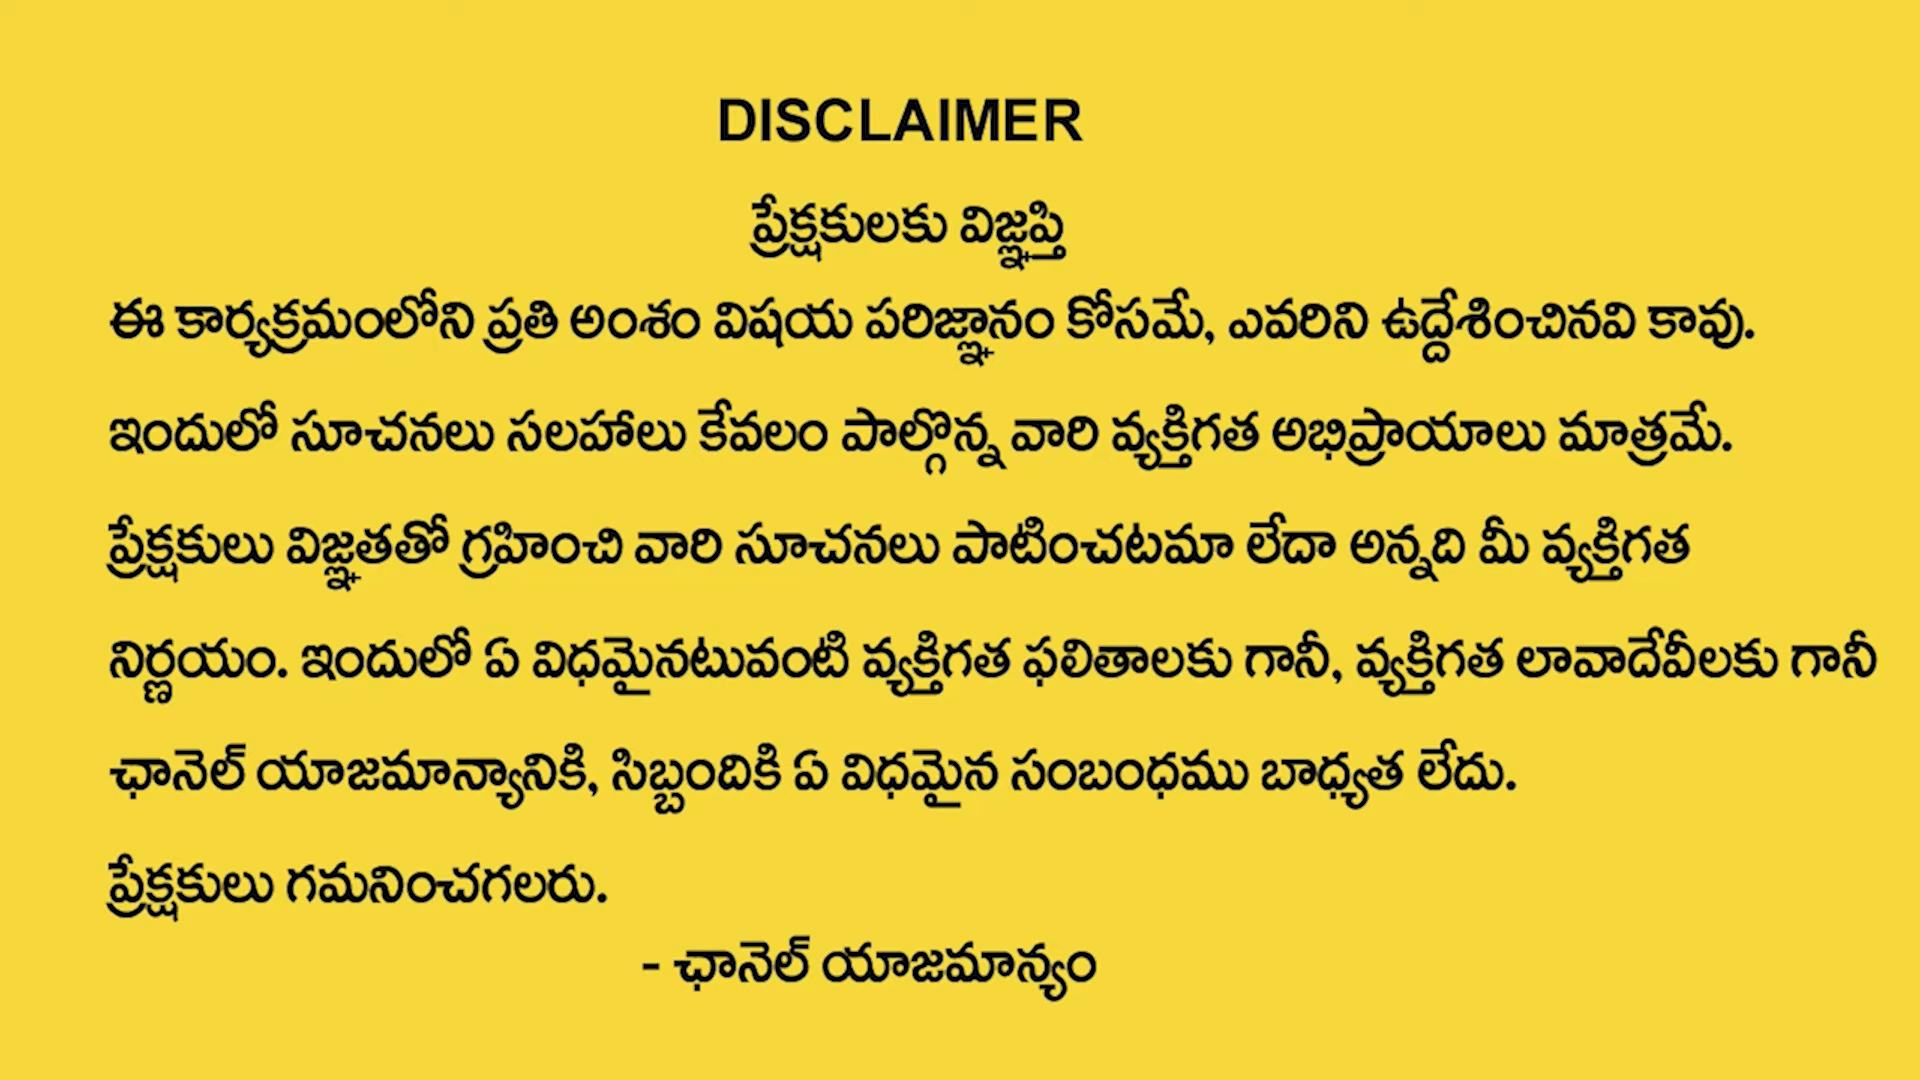 DISCLAIMER
ప్రేక్షకులకు విజ్ఞప్తి
ఈ కార్యక్రమంలోని ప్రతి అంశం విషయ పరిజ్ఞానం కోసమే, ఎవరిని ఉద్దేశించినవి కావు.
ఇందులో సూచనలు సలహాలు కేవలం పాల్గొన్న వారి వ్యక్తిగత అభిప్రాయాలు మాత్రమే.
ప్రేక్షకులు విజ్ఞతతో గ్రహించి వారి సూచనలు పాటించటమా లేదా అన్నది మీ వ్యక్తిగత
నిర్ణయం. ఇందులో ఏ విధమైనటువంటి వ్యక్తిగత ఫలితాలకు గానీ, వ్యక్తిగత లావాదేవీలకు గానీ
ఛానెల్ యాజమాన్యానికి, సిబ్బందికి ఏ విధమైన సంబంధము బాధ్యత లేదు.
ప్రేక్షకులు గమనించగలరు.
- ఛానెల్ యాజమాన్యం